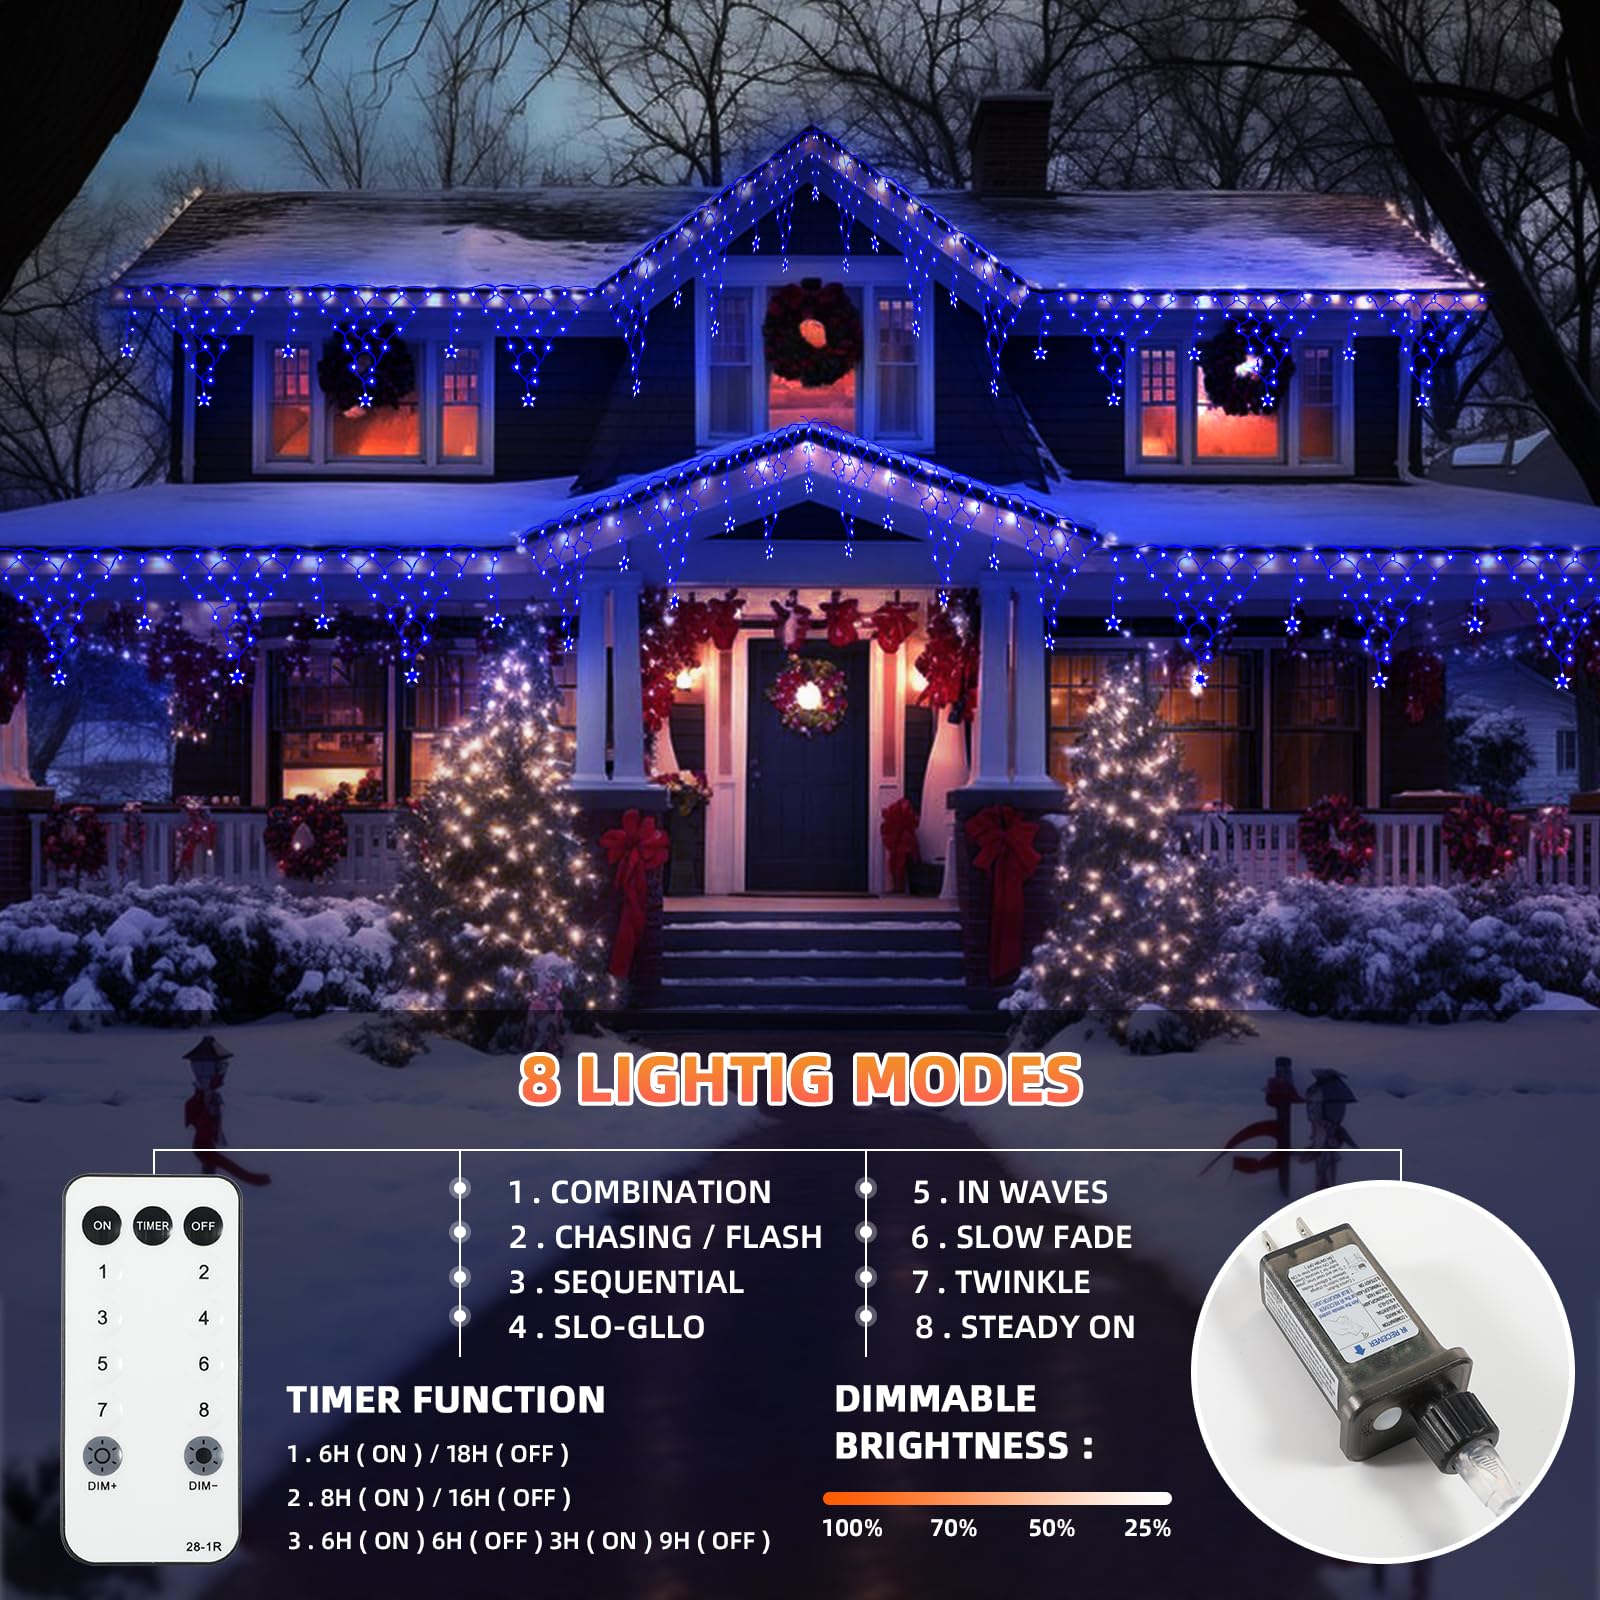 8 LIGHTIG MODES
ON TIMER OFF
1 2
3 4
5 6
7 8
DIM+ DIM-
28-1R
1 . COMBINATION
2 . CHASING / FLASH
3 . SEQUENTIAL
4 . SLO-GLLO
5 . IN WAVES
6 . SLOW FADE
7 . TWINKLE
8 . STEADY ON
TIMER FUNCTION
1 . 6H ( ON ) / 18H ( OFF )
2 . 8H ( ON ) / 16H ( OFF )
3 . 6H ( ON ) 6H ( OFF ) 3H ( ON ) 9H ( OFF )
DIMMABLE
BRIGHTNESS :
100% 70% 50% 25%
IR RECEIVER